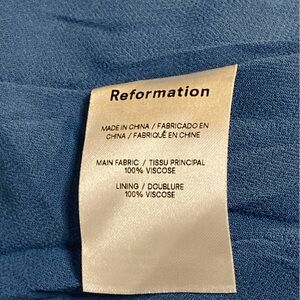 Reformation
MADE IN CHINA / FABRICADO EN
CHINA / FABRIQUÉ EN CHINE
MAIN FABRIC / TISSU PRINCIPAL
100% VISCOSE
LINING / DOUBLURE
100% VISCOSE